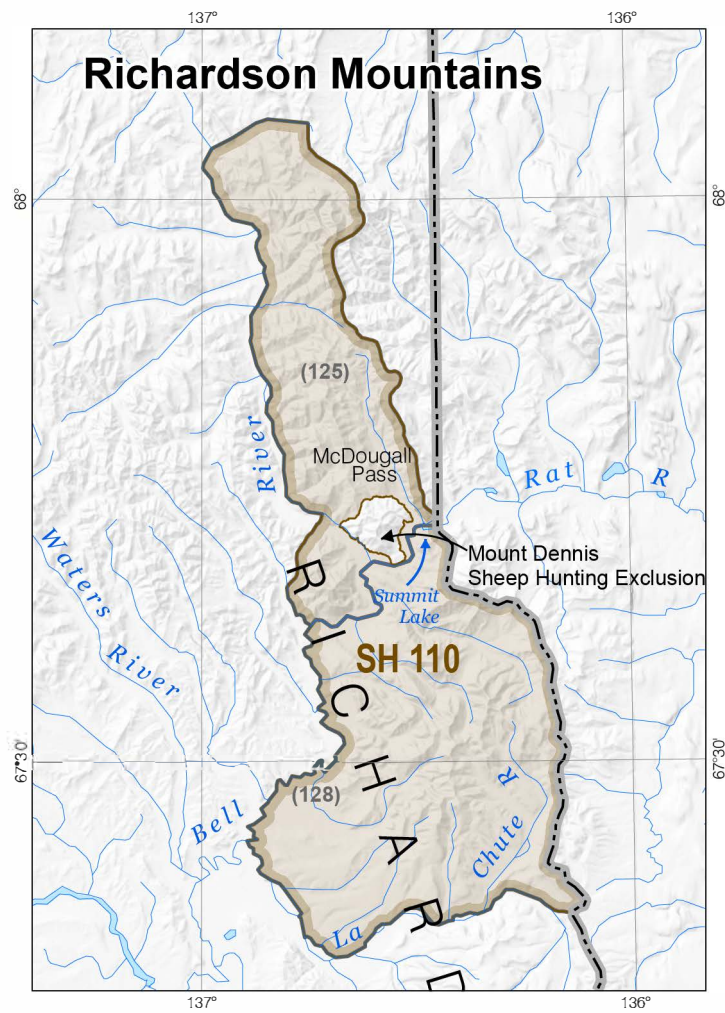 137°
136°
Richardson Mountains
68°
68°
(125)
River
McDougall
Pass
Rat R
Waters
River
Mount Dennis
Sheep Hunting Exclusion
Summit
Lake
SH 110
67°30'
67°30'
(128)
Bell
La Chute R
R I C H A R D
137°
136°